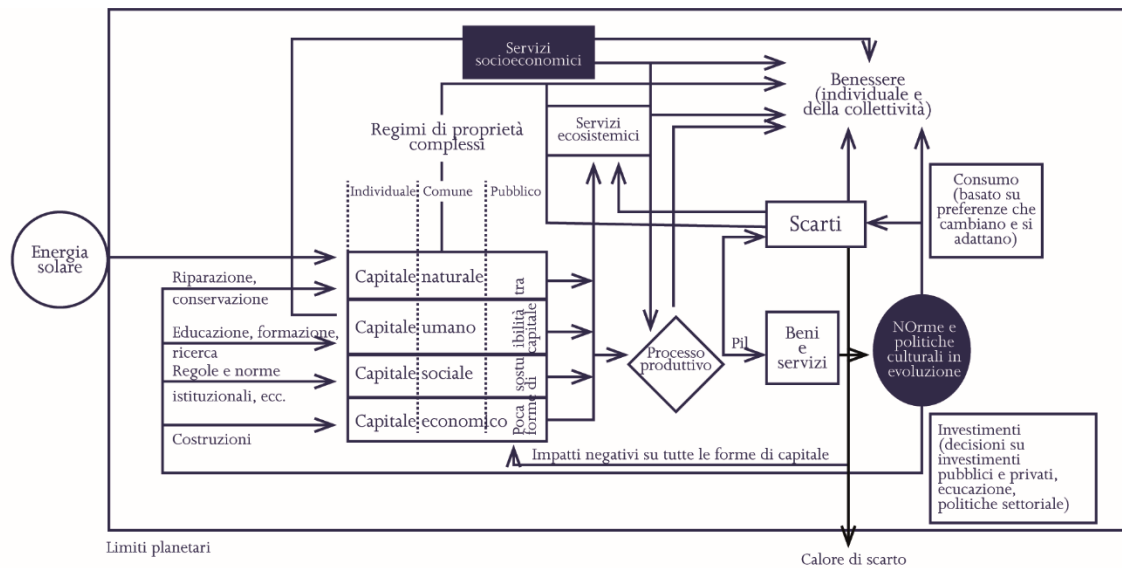 Servizi
socioeconomici
Benessere
(individuale e
della collettività)
Regimi di proprietà
complessi
Servizi
ecosistemici
Individuale
Comune
Pubblico
Consumo
(basato su
preferenze che
cambiano e si
adattano)
Scarti
Energia
solare
Capitale naturale
Capitale umano
Capitale sociale
Capitale economico
Poca sostuibilità tra
forme di capitale
Riparazione,
conservazione
Educazione, formazione,
ricerca
Regole e norme
istituzionali, ecc.
Costruzioni
Processo
produttivo
Pil
Beni
e
servizi
NOrme e
politiche
culturali in
evoluzione
Impatti negativi su tutte le forme di capitale
Investimenti
(decisioni su
investimenti
pubblici e privati,
ecucazione,
politiche settoriale)
Limiti planetari
Calore di scarto